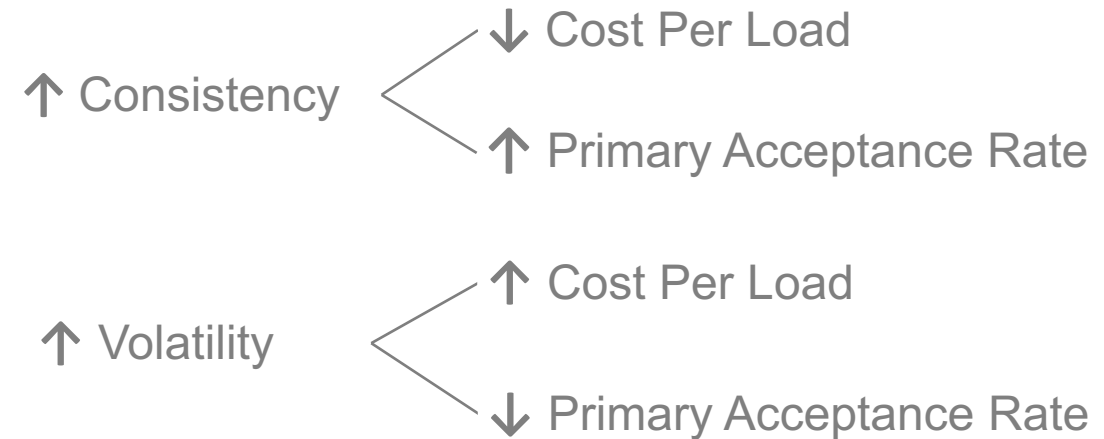 ↓ Cost Per Load
↑ Consistency
↑ Primary Acceptance Rate
↑ Cost Per Load
↑ Volatility
↓ Primary Acceptance Rate